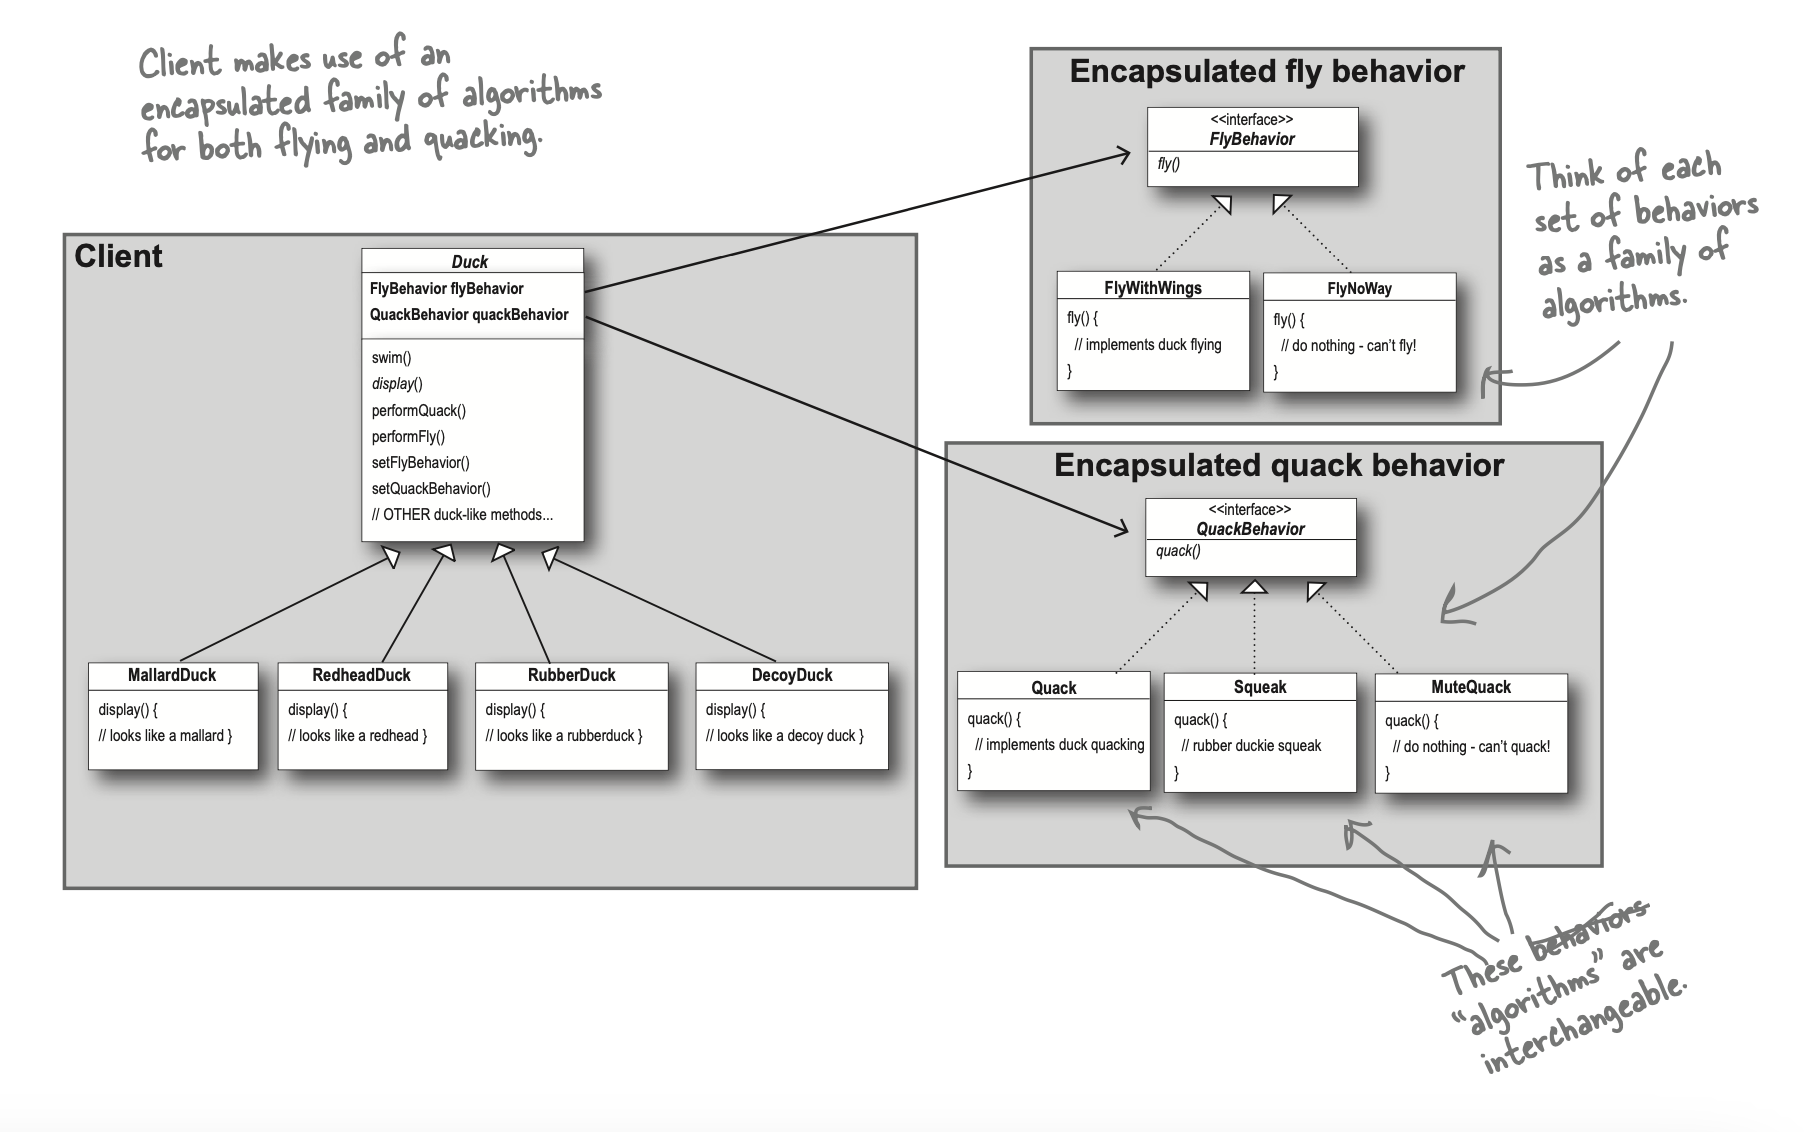 Client makes use of an
encapsulated family of algorithms
for both flying and quacking.
Client
Duck
FlyBehavior flyBehavior
QuackBehavior quackBehavior
swim()
display()
performQuack()
performFly()
setFlyBehavior()
setQuackBehavior()
// OTHER duck-like methods...
MallardDuck
display() {
// looks like a mallard }
RedheadDuck
display() {
// looks like a redhead }
RubberDuck
display() {
// looks like a rubberduck }
DecoyDuck
display() {
// looks like a decoy duck }
Encapsulated fly behavior
<<interface>>
FlyBehavior
fly()
FlyWithWings
fly() {
// implements duck flying
}
FlyNoWay
fly() {
// do nothing - can't fly!
}
Think of each
set of behaviors
as a family of
algorithms.
Encapsulated quack behavior
<<interface>>
QuackBehavior
quack()
Quack
quack() {
// implements duck quacking
}
Squeak
quack() {
// rubber duckie squeak
}
MuteQuack
quack() {
// do nothing - can't quack!
}
These behaviors
“algorithms” are
interchangeable.